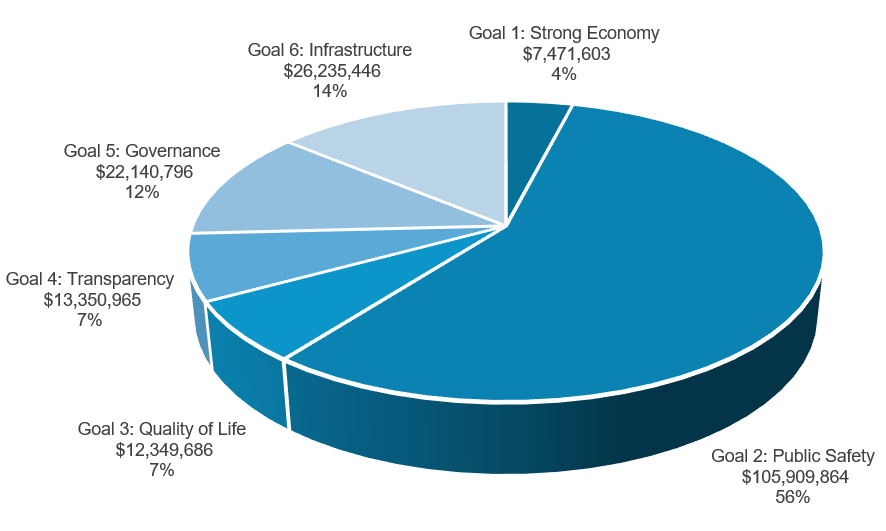 Goal 1: Strong Economy
$7,471,603
4%
Goal 6: Infrastructure
$26,235,446
14%
Goal 5: Governance
$22,140,796
12%
Goal 4: Transparency
$13,350,965
7%
Goal 3: Quality of Life
$12,349,686
7%
Goal 2: Public Safety
$105,909,864
56%